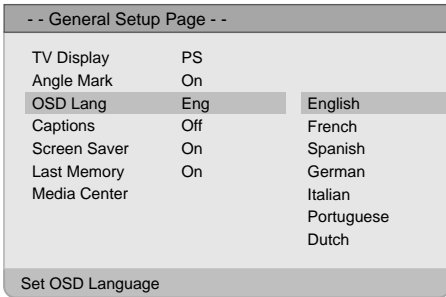 - - General Setup Page - -
TV Display PS
Angle Mark On
OSD Lang Eng English
Captions Off French
Screen Saver On Spanish
Last Memory On German
Media Center Italian
Portuguese
Dutch
Set OSD Language